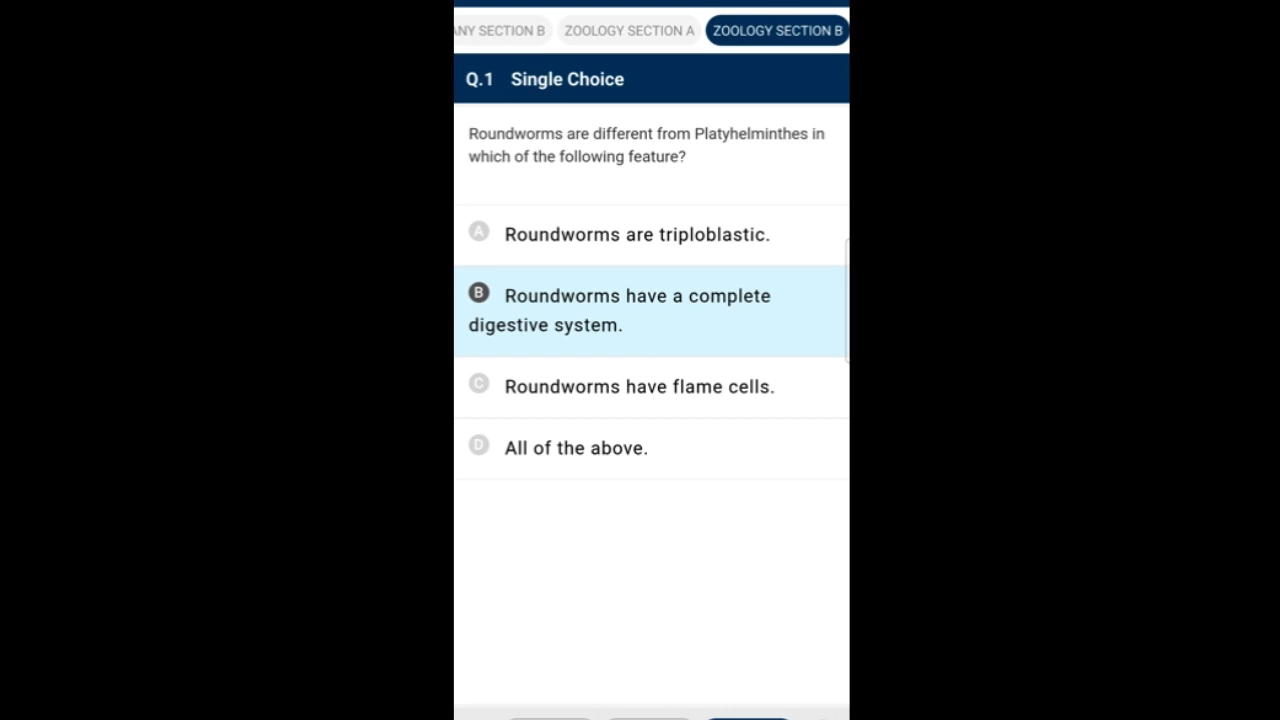 NY SECTION B ZOOLOGY SECTION A ZOOLOGY SECTION B
Q.1 Single Choice
Roundworms are different from Platyhelminthes in
which of the following feature?
A Roundworms are triploblastic.
B Roundworms have a complete
digestive system.
C Roundworms have flame cells.
D All of the above.